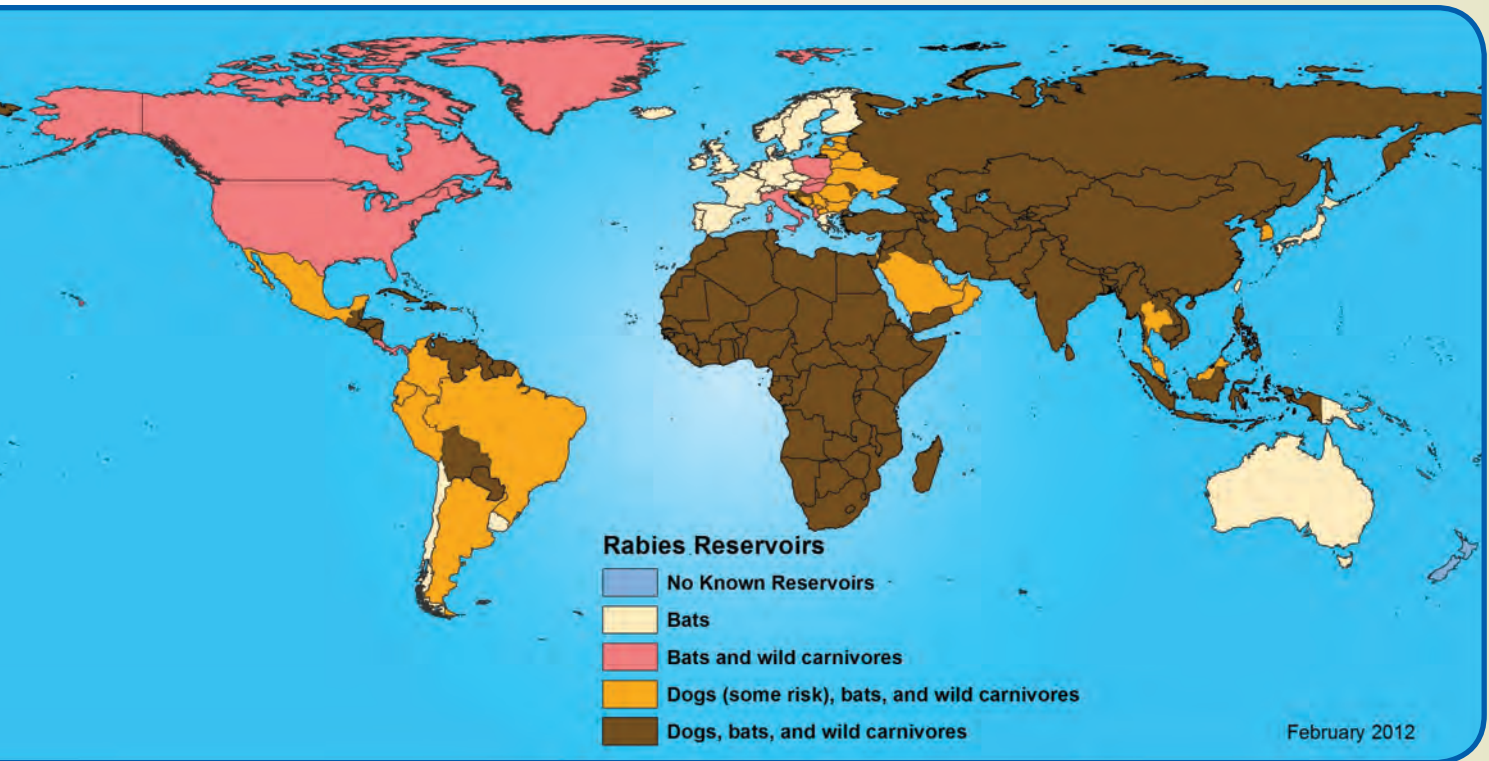 Rabies Reservoirs
No Known Reservoirs
Bats
Bats and wild carnivores
Dogs (some risk), bats, and wild carnivores
Dogs, bats, and wild carnivores
February 2012